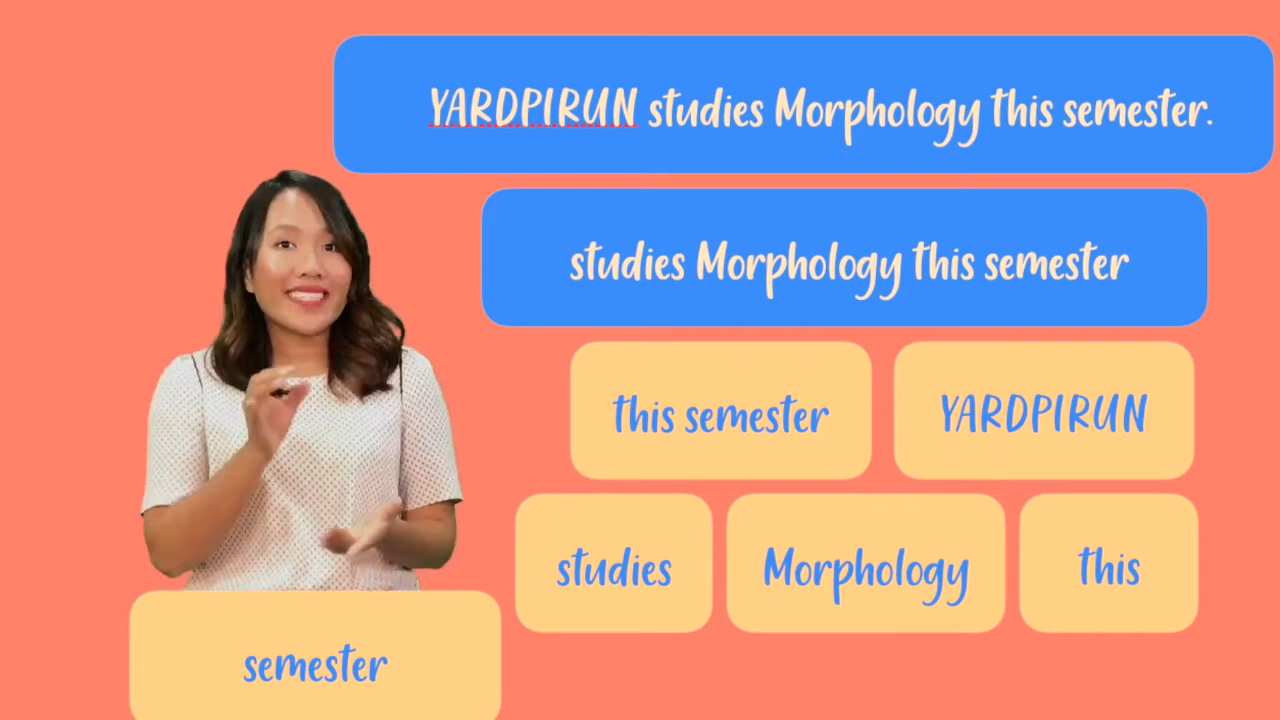 YARDPIRUN studies Morphology this semester.
studies Morphology this semester
this semester
YARDPIRUN
studies
Morphology
this
semester